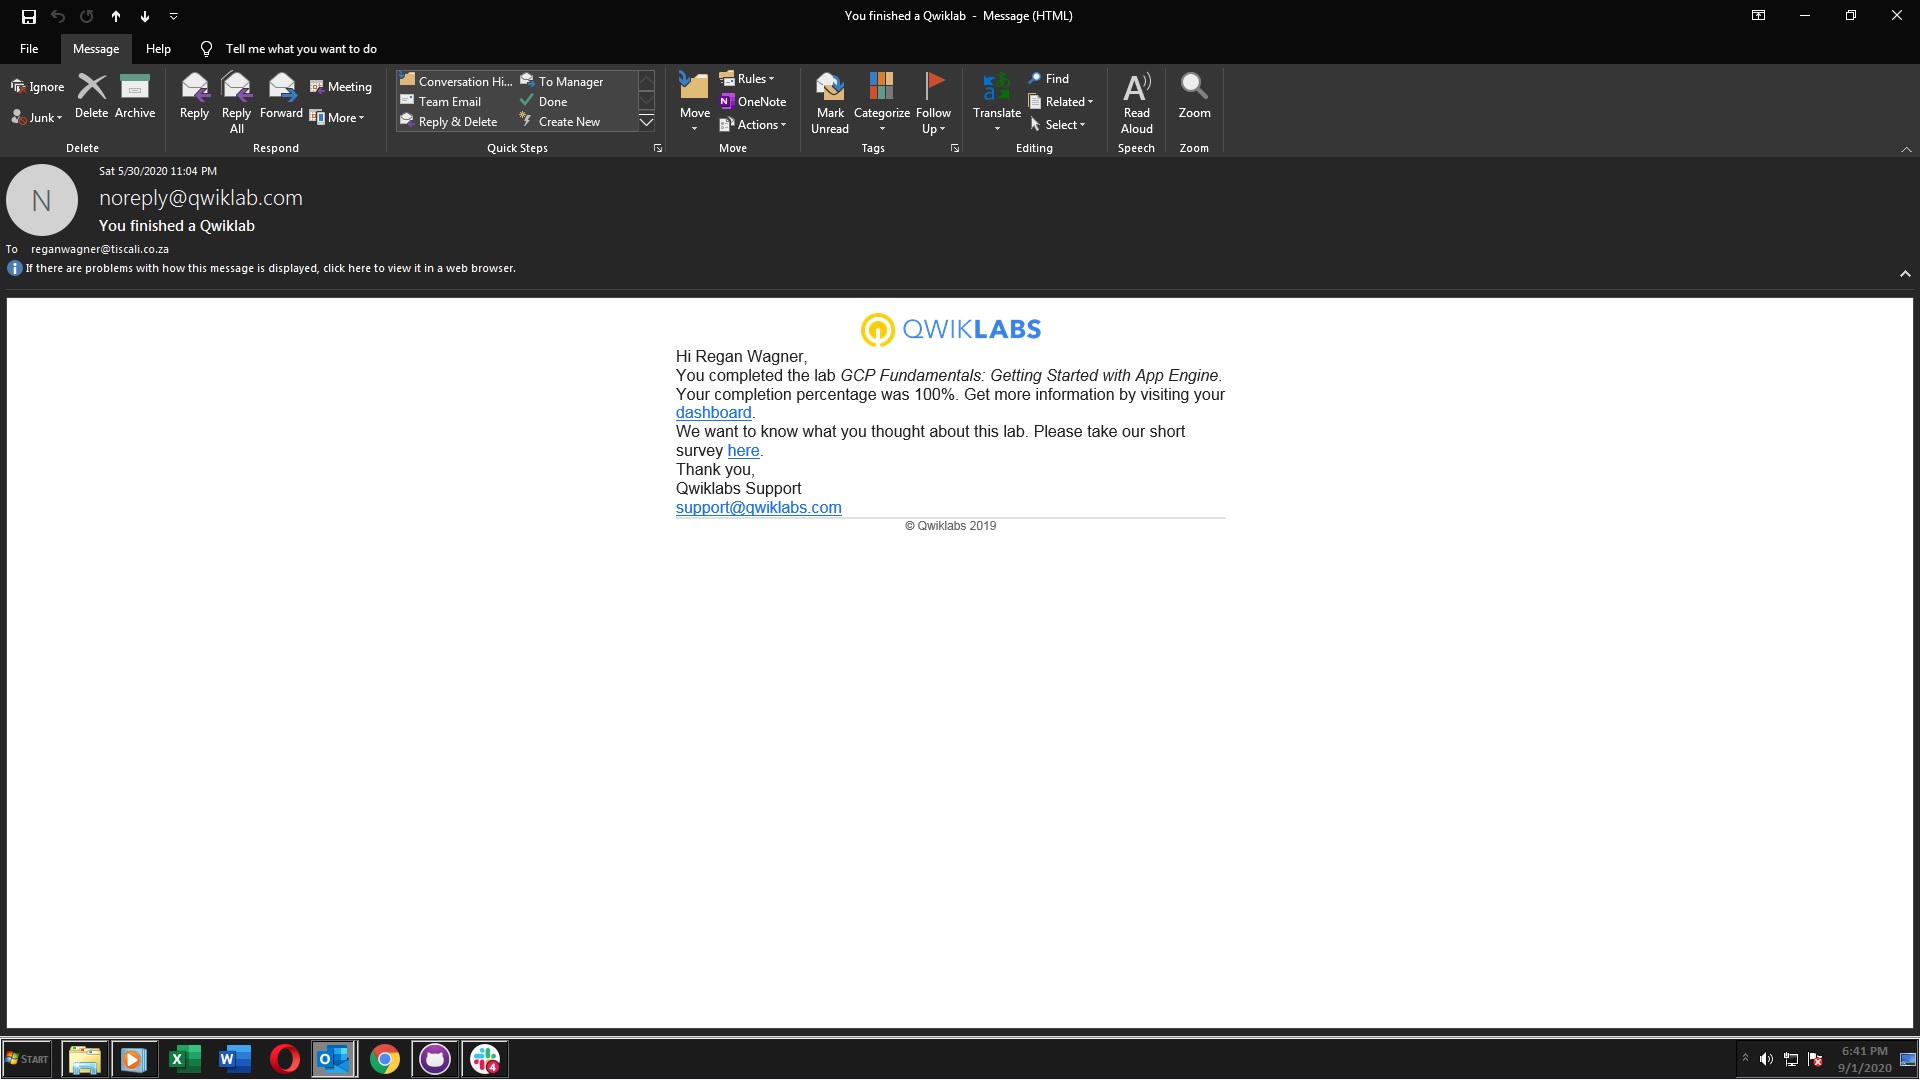 You finished a Qwiklab - Message (HTML)
File Message Help Tell me what you want to do
Ignore
Junk
Delete
Archive
Delete
Reply
Reply All
Forward
Meeting
More
Respond
Conversation Hi...
Team Email
Reply & Delete
To Manager
Done
Create New
Quick Steps
Move
Rules
OneNote
Actions
Move
Mark Unread
Categorize
Follow Up
Tags
Translate
Find
Related
Select
Editing
Read Aloud
Speech
Zoom
Zoom
N
Sat 5/30/2020 11:04 PM
noreply@qwiklab.com
You finished a Qwiklab
To reganwagner@tiscali.co.za
If there are problems with how this message is displayed, click here to view it in a web browser.
QWIKLABS
Hi Regan Wagner,
You completed the lab GCP Fundamentals: Getting Started with App Engine.
Your completion percentage was 100%. Get more information by visiting your
dashboard.
We want to know what you thought about this lab. Please take our short
survey here.
Thank you,
Qwiklabs Support
support@qwiklabs.com
© Qwiklabs 2019
START
4
6:41 PM
9/1/2020